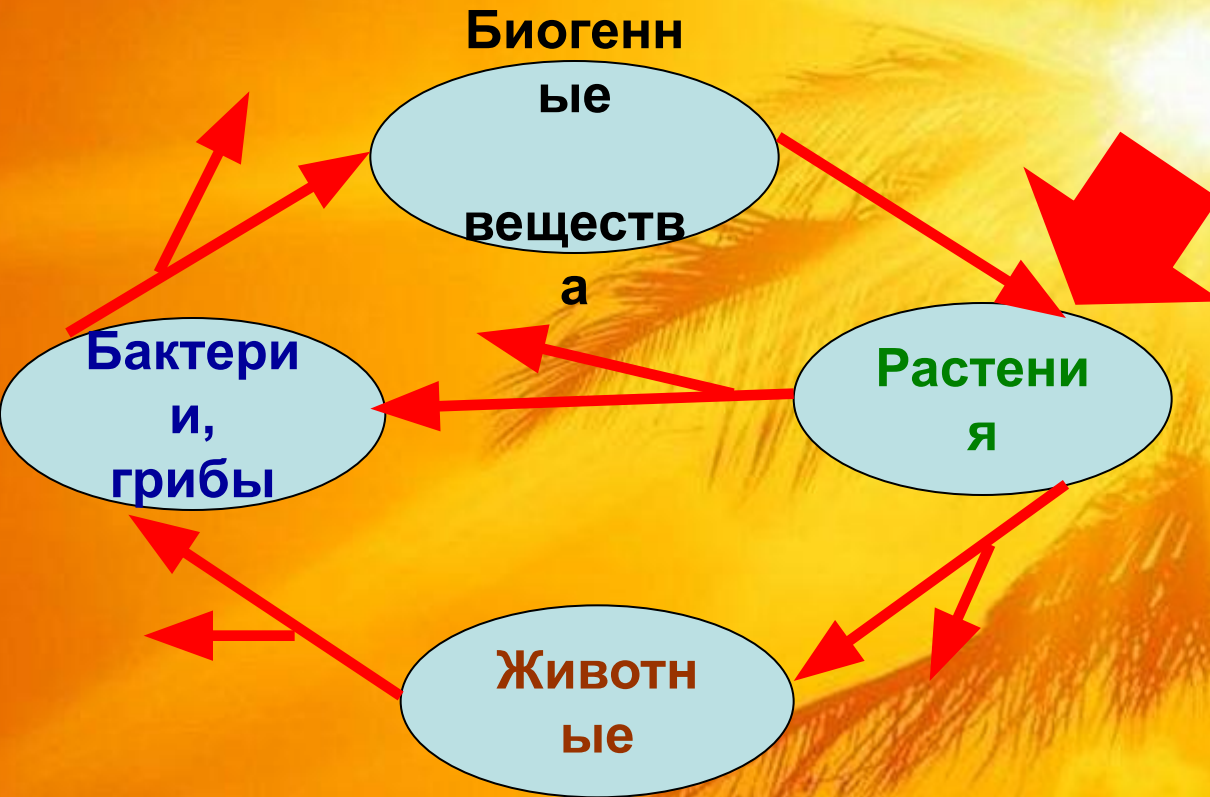 Биогенн
ые
веществ
а
Бактери
и,
грибы
Растени
я
Животн
ые